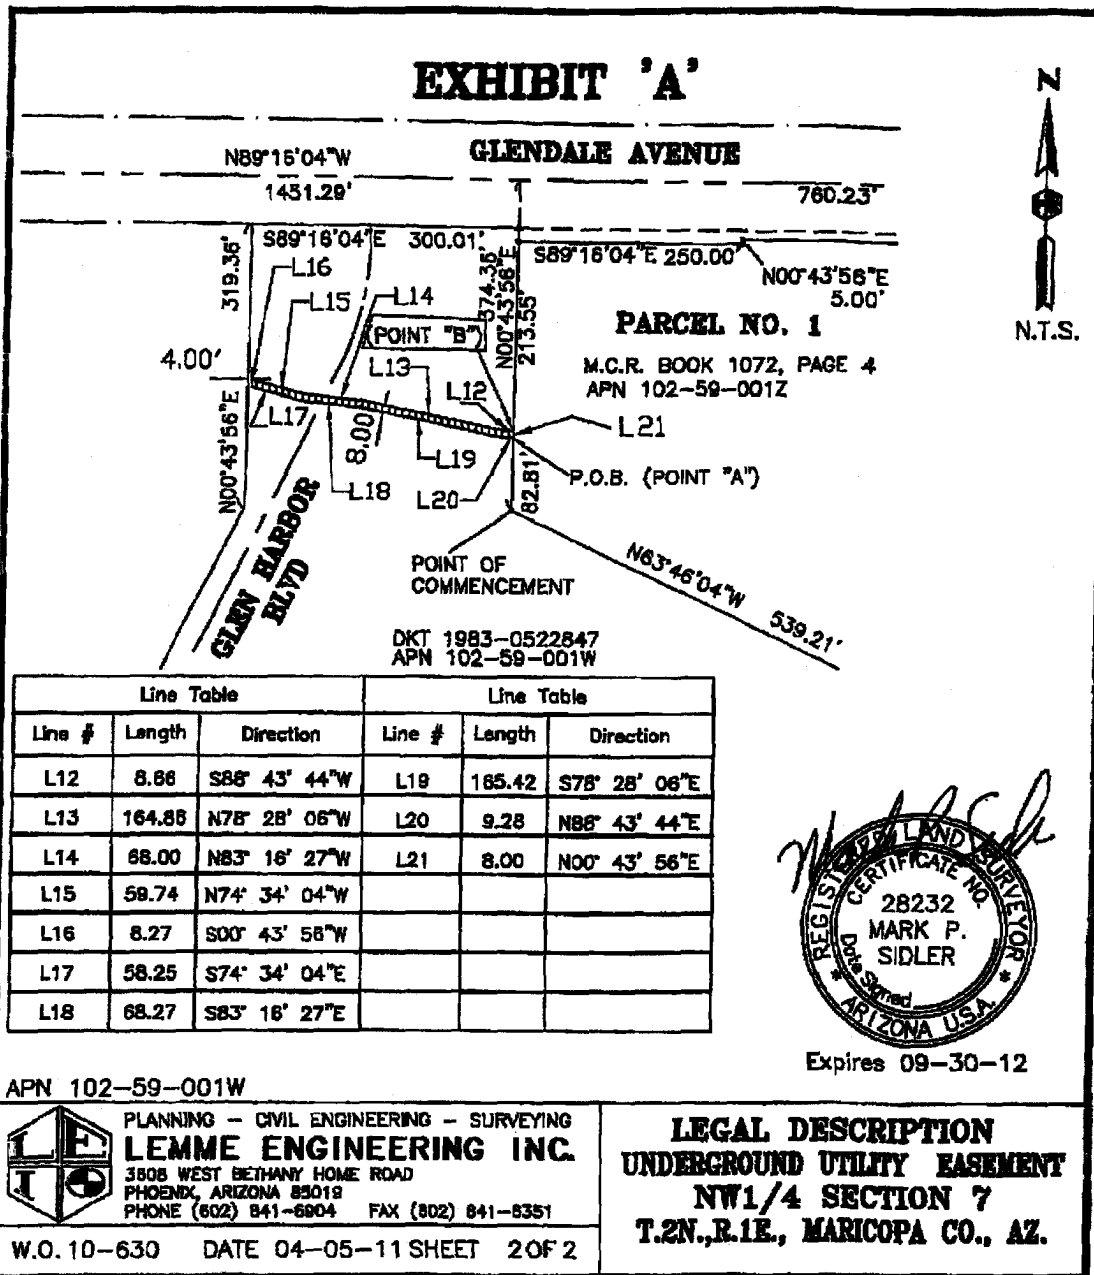 EXHIBIT 'A'
N
GLENDALE AVENUE
N89°16'04"W
1451.29'
760.23'
S89°16'04"E 300.01'
S89°16'04"E 250.00'
N00°43'56"E
5.00'
319.36'
374.36'
N00°43'56"E
213.55'
L16
L15
L14
(POINT "B")
PARCEL NO. 1
N.T.S.
4.00'
L13
M.C.R. BOOK 1072, PAGE 4
APN 102-59-001Z
L12
L17
L21
N00°43'56"E
8.00'
L19
L18
L20
82.81'
P.O.B. (POINT "A")
GLEN HARBOR
BLVD
POINT OF
COMMENCEMENT
N63°46'04"W 539.21'
DKT 1983-0522847
APN 102-59-001W
Line Table Line Table
Line # Length Direction Line # Length Direction
L12 8.66 S88° 43' 44"W L19 165.42 S78° 28' 06"E
L13 164.86 N78° 28' 06"W L20 9.28 N88° 43' 44"E
L14 68.00 N83° 16' 27"W L21 8.00 N00° 43' 56"E
L15 59.74 N74° 34' 04"W
L16 8.27 S00° 43' 56"W
L17 58.25 S74° 34' 04"E
L18 68.27 S83° 16' 27"E
REGISTERED LAND SURVEYOR
CERTIFICATE NO.
28232
MARK P.
SIDLER
Date Signed
ARIZONA U.S.A.
Expires 09-30-12
APN 102-59-001W
LEI
PLANNING - CIVIL ENGINEERING - SURVEYING
LEMME ENGINEERING INC.
3808 WEST BETHANY HOME ROAD
PHOENIX, ARIZONA 85019
PHONE (602) 841-6904 FAX (602) 841-8351
W.O. 10-630 DATE 04-05-11 SHEET 2 OF 2
LEGAL DESCRIPTION
UNDERGROUND UTILITY EASEMENT
NW1/4 SECTION 7
T.2N.,R.1E., MARICOPA CO., AZ.